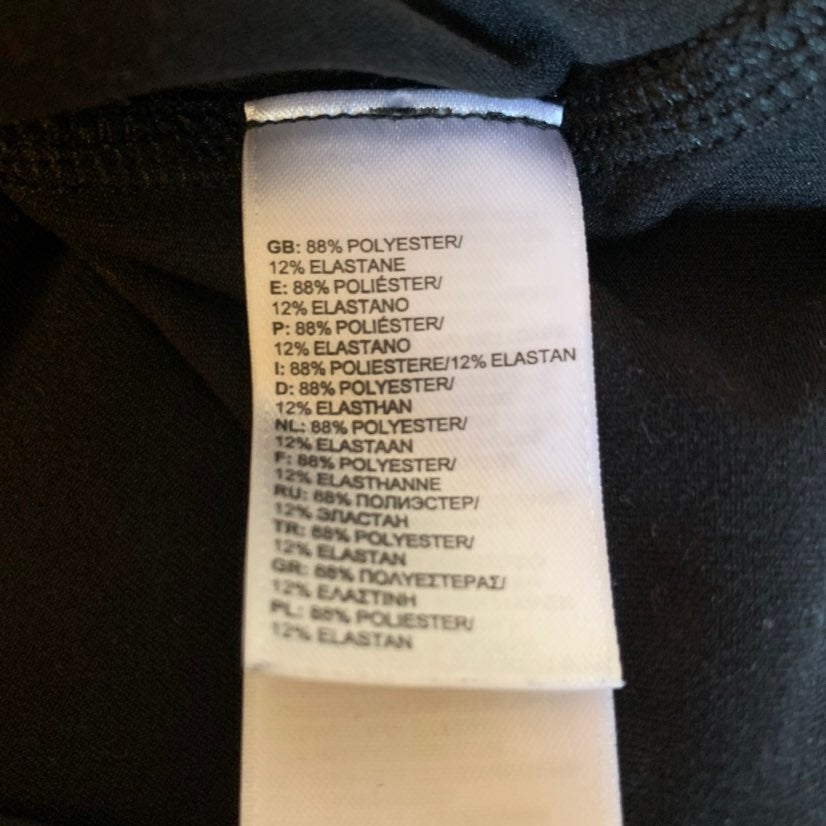 GB: 88% POLYESTER/
12% ELASTANE
E: 88% POLIÉSTER/
12% ELASTANO
P: 88% POLIÉSTER/
12% ELASTANO
I: 88% POLIESTERE/12% ELASTAN
D: 88% POLYESTER/
12% ELASTHAN
NL: 88% POLYESTER/
12% ELASTAAN
F: 88% POLYESTER/
12% ELASTHANNE
RU: 88% ПОЛИЭСТЕР/
12% ЭЛАСТАН
TR: 88% POLYESTER/
12% ELASTAN
GR: 88% ΠΟΛΥΕΣΤΕΡΑΣ/
12% ΕΛΑΣΤΙΝΗ
PL: 88% POLIESTER/
12% ELASTAN